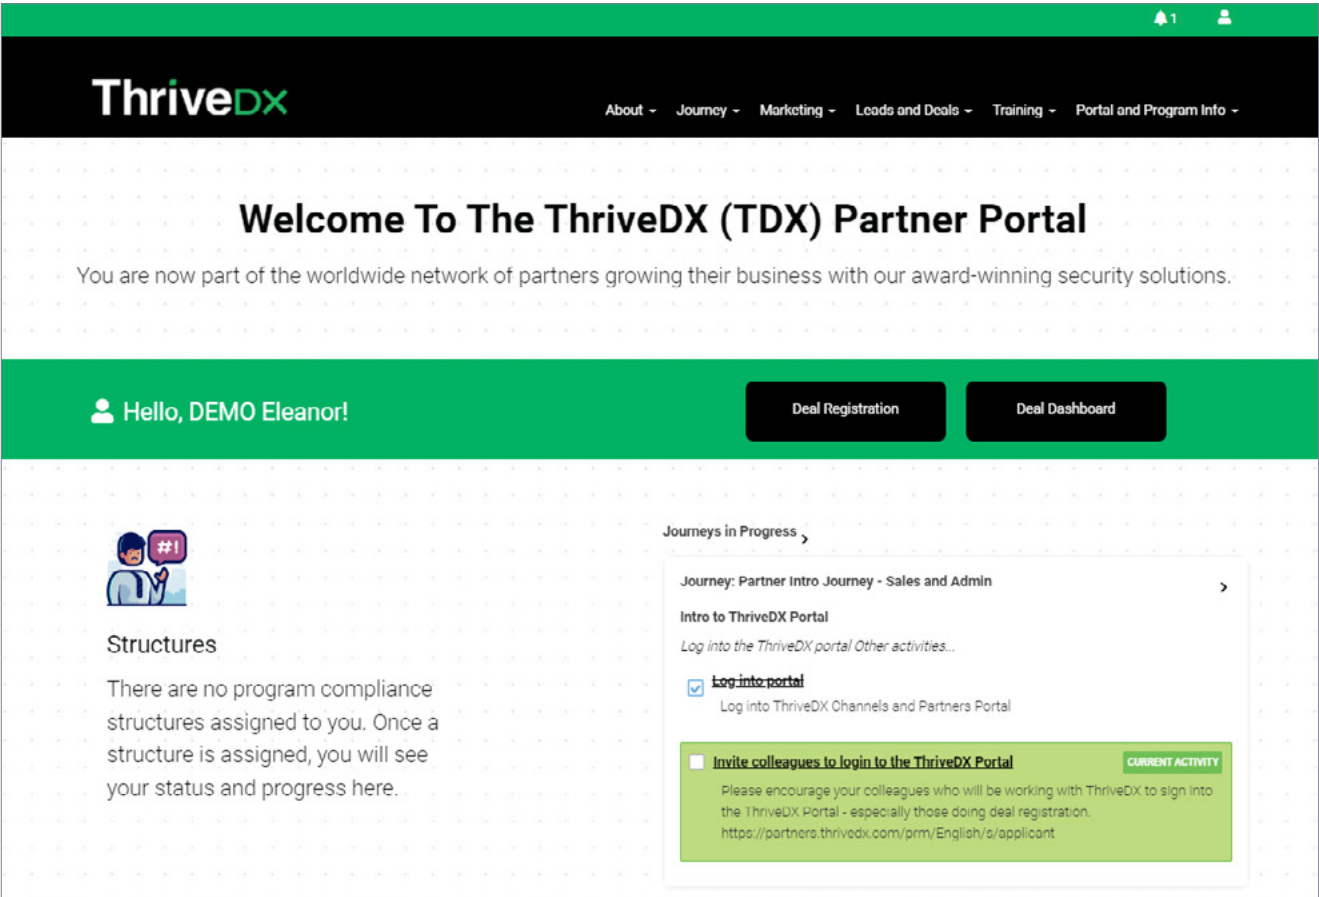 1
ThriveDX
About Journey Marketing Leads and Deals Training Portal and Program Info
Welcome To The ThriveDX (TDX) Partner Portal
You are now part of the worldwide network of partners growing their business with our award-winning security solutions.
Hello, DEMO Eleanor!
Deal Registration
Deal Dashboard
#!
Structures
There are no program compliance
structures assigned to you. Once a
structure is assigned, you will see
your status and progress here.
Journeys in Progress
Journey: Partner Intro Journey - Sales and Admin
Intro to ThriveDX Portal
Log into the ThriveDX portal Other activities...
Log into portal
Log into ThriveDX Channels and Partners Portal
Invite colleagues to login to the ThriveDX Portal
CURRENT ACTIVITY
Please encourage your colleagues who will be working with ThriveDX to sign into
the ThriveDX Portal - especially those doing deal registration.
https://partners.thrivedx.com/prm/English/s/applicant